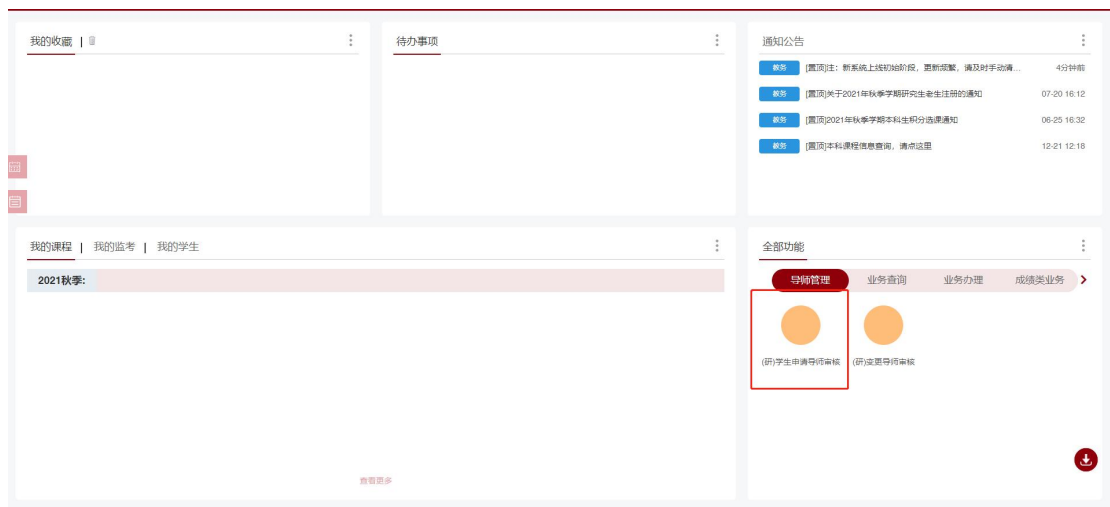 我的收藏 |
待办事项
通知公告
教务 [置顶]注：新系统上线初始阶段，更新频繁，请及时手动清... 4分钟前
教务 [置顶]关于2021年秋季学期研究生老生注册的通知 07-20 16:12
教务 [置顶]2021年秋季学期本科生积分选课通知 06-25 16:32
教务 [置顶]本科课程信息查询，请点这里 12-21 12:18
我的课程 | 我的监考 | 我的学生
2021秋季:
查看更多
全部功能
导师管理 业务查询 业务办理 成绩类业务
(研)学生申请导师审核 (研)变更导师审核